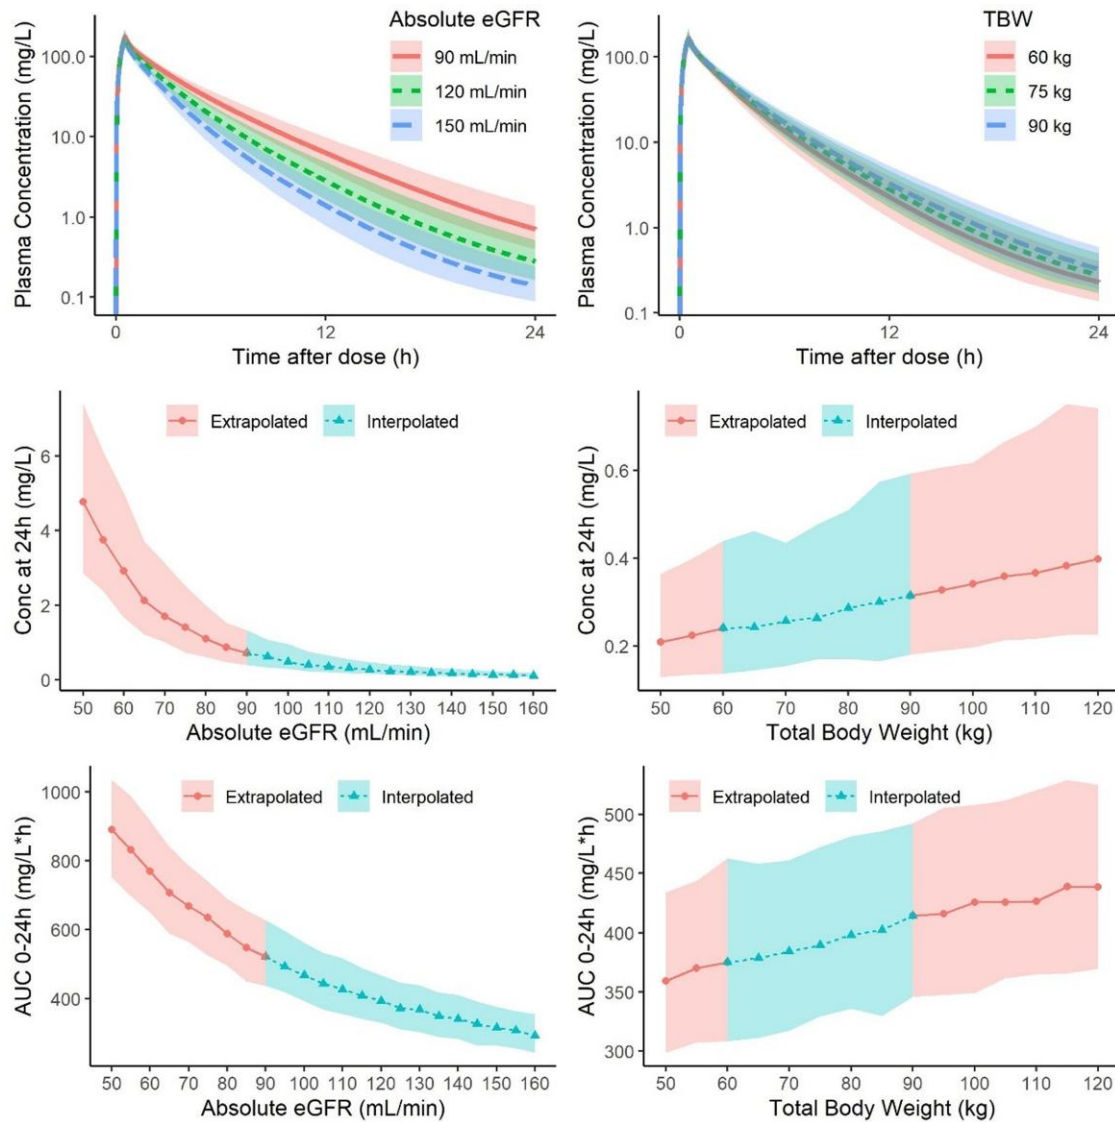 Absolute eGFR
90 mL/min
120 mL/min
150 mL/min
Plasma Concentration (mg/L)
100.0
10.0
1.0
0.1
0 12 24
Time after dose (h)
TBW
60 kg
75 kg
90 kg
Plasma Concentration (mg/L)
100.0
10.0
1.0
0.1
0 12 24
Time after dose (h)
Extrapolated Interpolated
Conc at 24h (mg/L)
6
4
2
0
50 60 70 80 90 100 110 120 130 140 150 160
Absolute eGFR (mL/min)
Extrapolated Interpolated
Conc at 24h (mg/L)
0.6
0.4
0.2
50 60 70 80 90 100 110 120
Total Body Weight (kg)
Extrapolated Interpolated
AUC 0-24h (mg/L*h)
1000
800
600
400
50 60 70 80 90 100 110 120 130 140 150 160
Absolute eGFR (mL/min)
Extrapolated Interpolated
AUC 0-24h (mg/L*h)
500
450
400
350
300
50 60 70 80 90 100 110 120
Total Body Weight (kg)